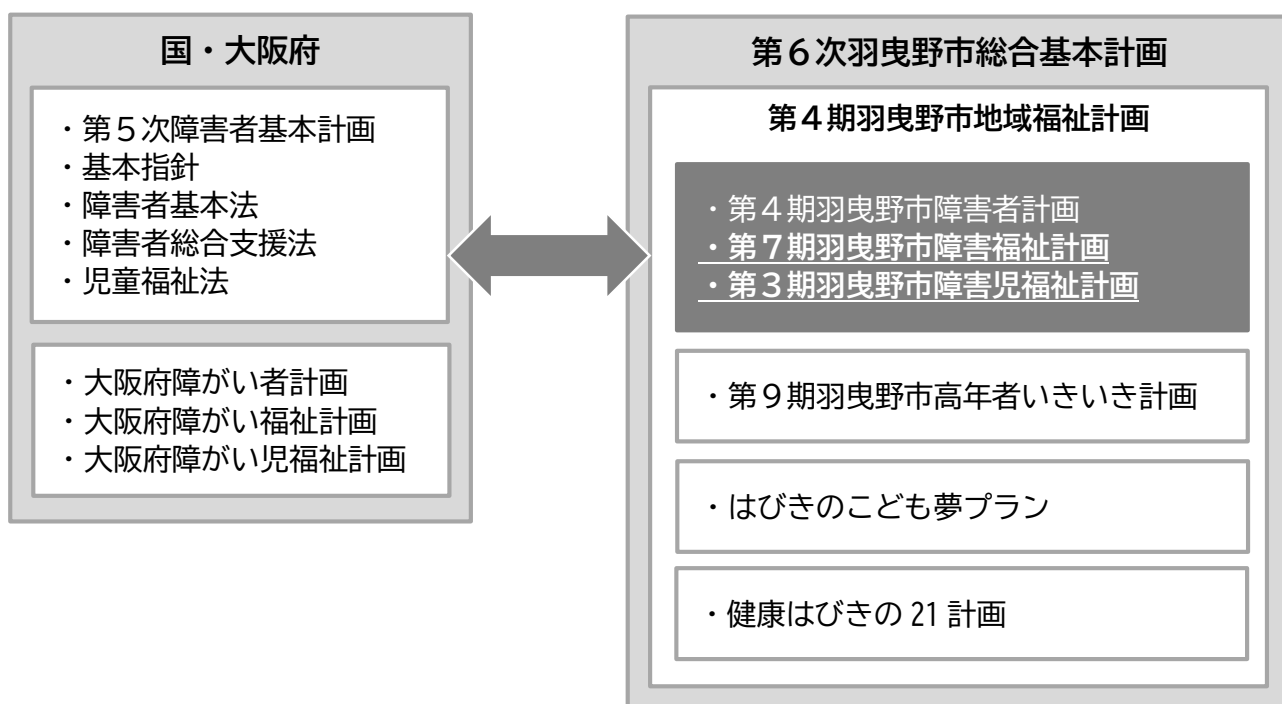 国・大阪府
・第５次障害者基本計画
・基本指針
・障害者基本法
・障害者総合支援法
・児童福祉法
・大阪府障がい者計画
・大阪府障がい福祉計画
・大阪府障がい児福祉計画
第６次羽曳野市総合基本計画
第４期羽曳野市地域福祉計画
・第４期羽曳野市障害者計画
・第７期羽曳野市障害福祉計画
・第３期羽曳野市障害児福祉計画
・第９期羽曳野市高年者いきいき計画
・はびきのこども夢プラン
・健康はびきの 21 計画